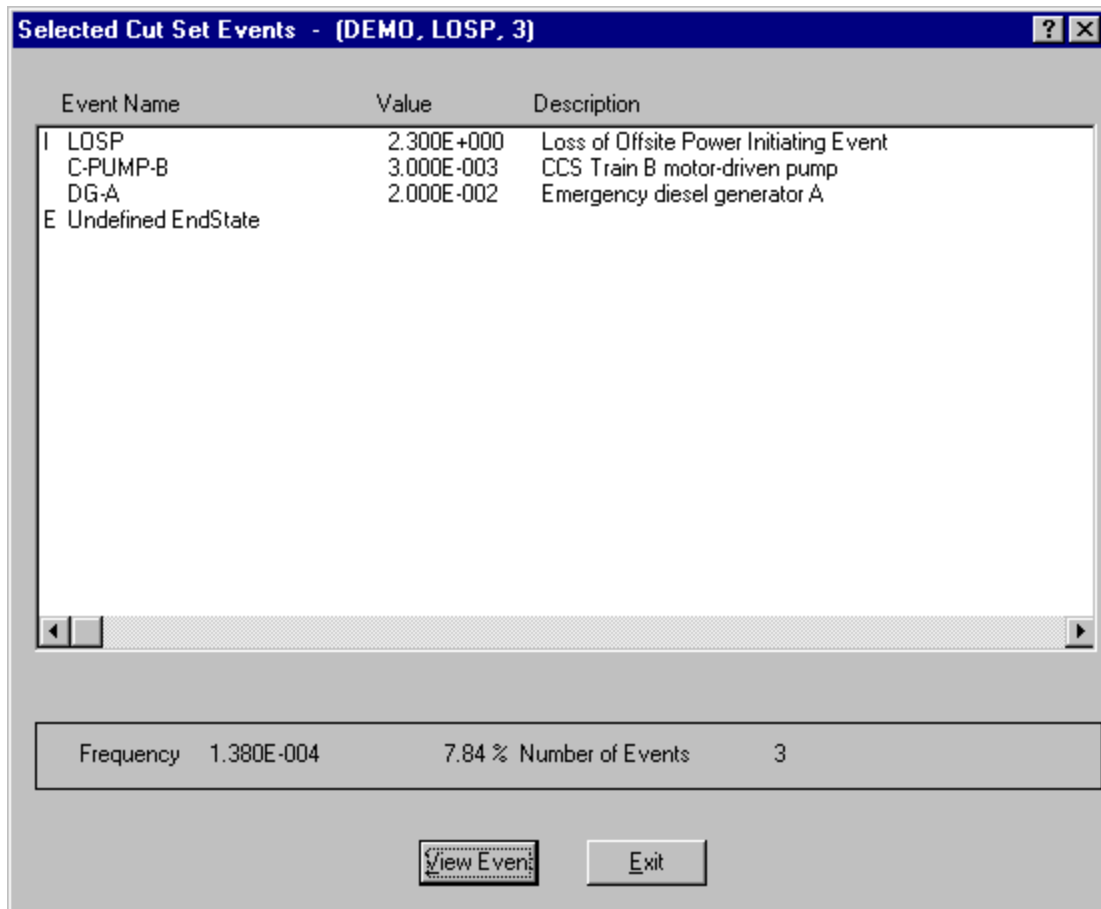 Selected Cut Set Events - (DEMO, LOSP, 3)
Event Name Value Description
I LOSP 2.300E+000 Loss of Offsite Power Initiating Event
C-PUMP-B 3.000E-003 CCS Train B motor-driven pump
DG-A 2.000E-002 Emergency diesel generator A
E Undefined EndState
Frequency 1.380E-004 7.84 % Number of Events 3
View Event Exit